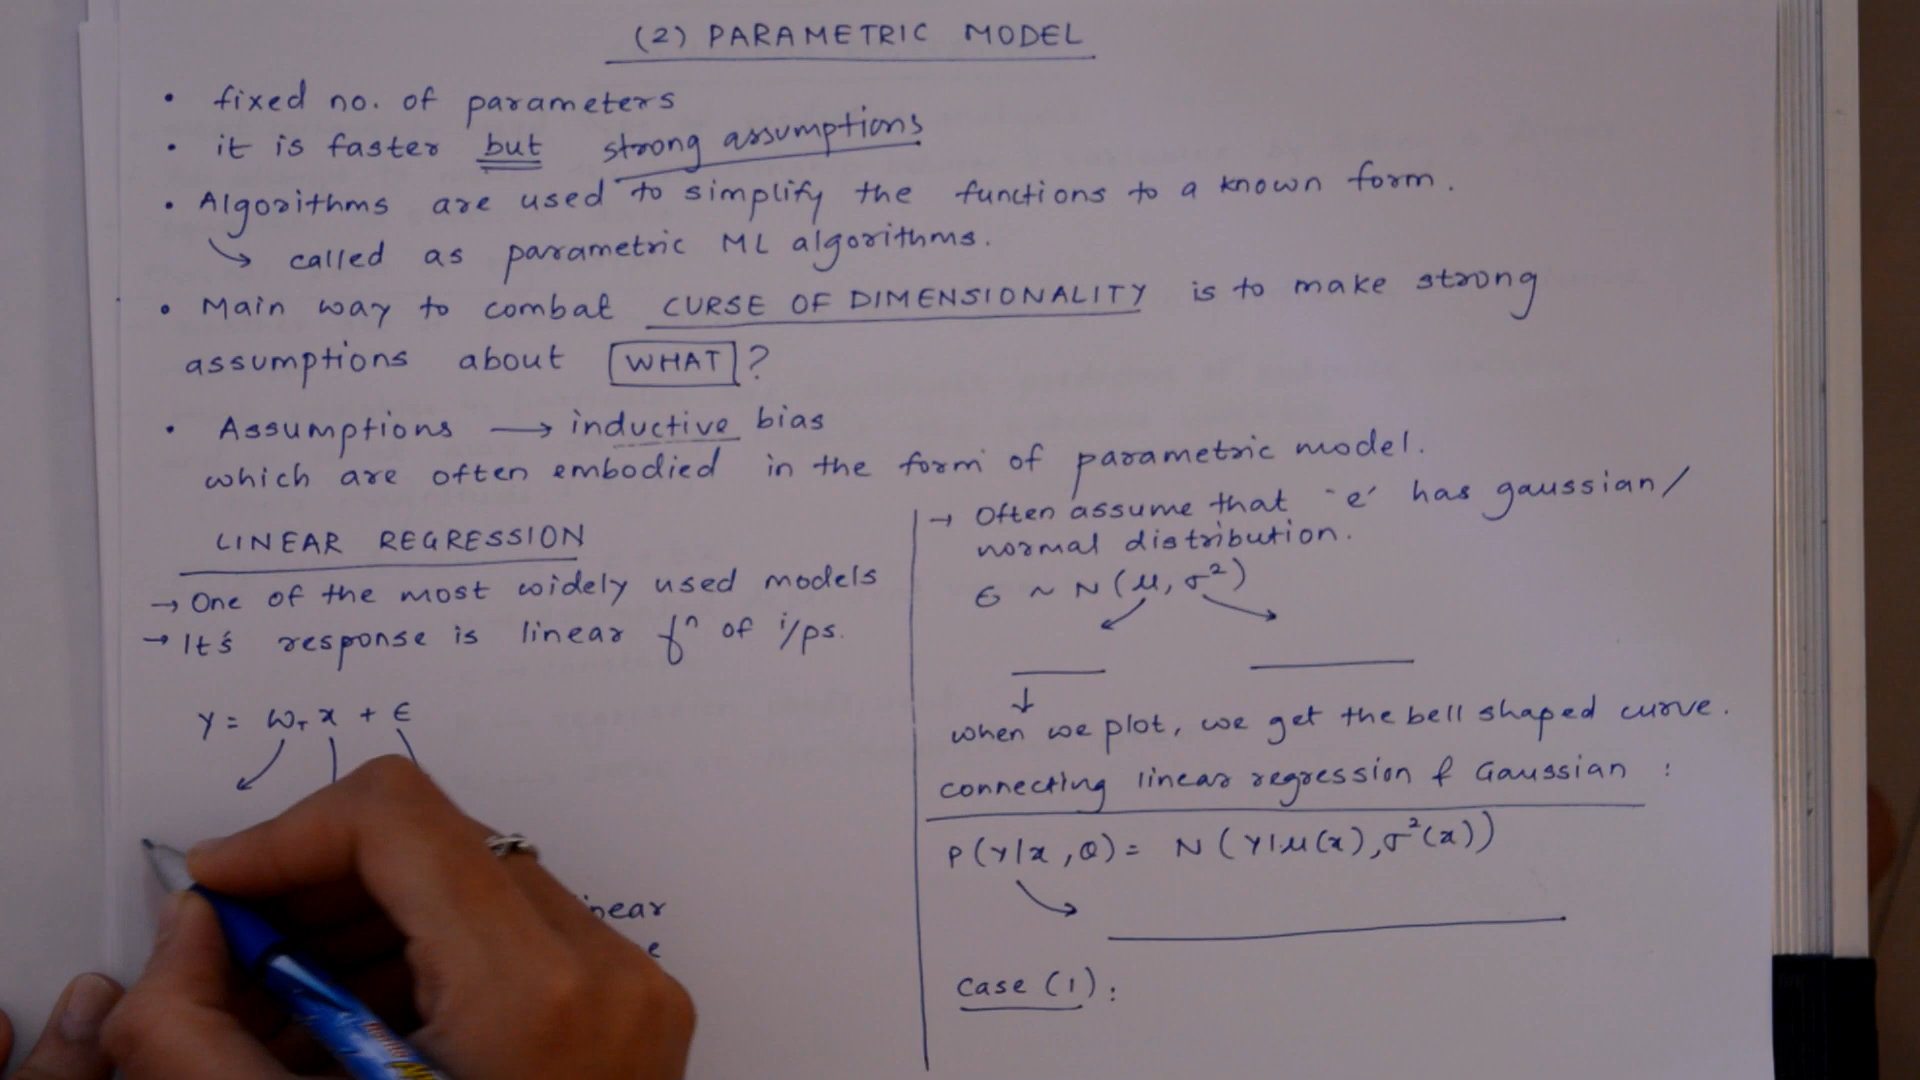 (2) PARAMETRIC MODEL
• fixed no. of parameters
• it is faster but strong assumptions
• Algorithms are used to simplify the functions to a known form.
↳ called as parametric ML algorithms.
• Main way to combat CURSE OF DIMENSIONALITY is to make strong
assumptions about WHAT ?
• Assumptions → inductive bias
which are often embodied in the form of parametric model.
LINEAR REGRESSION
→ One of the most widely used models
→ It's response is linear fⁿ of i/ps.
Y = ωₜ x + ϵ
→ Often assume that `e' has gaussian/
normal distribution.
ϵ ~ N (μ, σ²)
when we plot, we get the bell shaped curve.
connecting linear regression & Gaussian :
P(Y|x, θ) = N (Y|μ(x), σ²(x))
Case (1) :